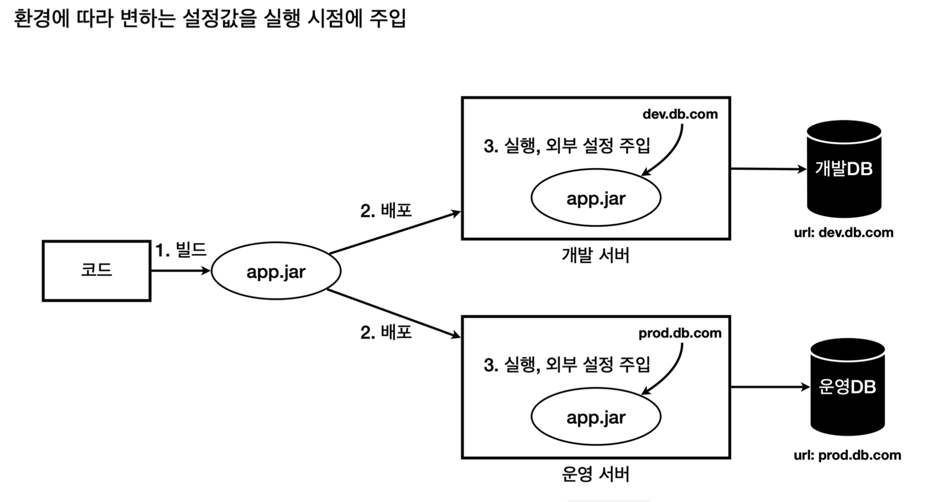 환경에 따라 변하는 설정값을 실행 시점에 주입
dev.db.com
3. 실행, 외부 설정 주입
app.jar
개발 서버
개발DB
url: dev.db.com
2. 배포
1. 빌드
코드
app.jar
2. 배포
prod.db.com
3. 실행, 외부 설정 주입
app.jar
운영 서버
운영DB
url: prod.db.com